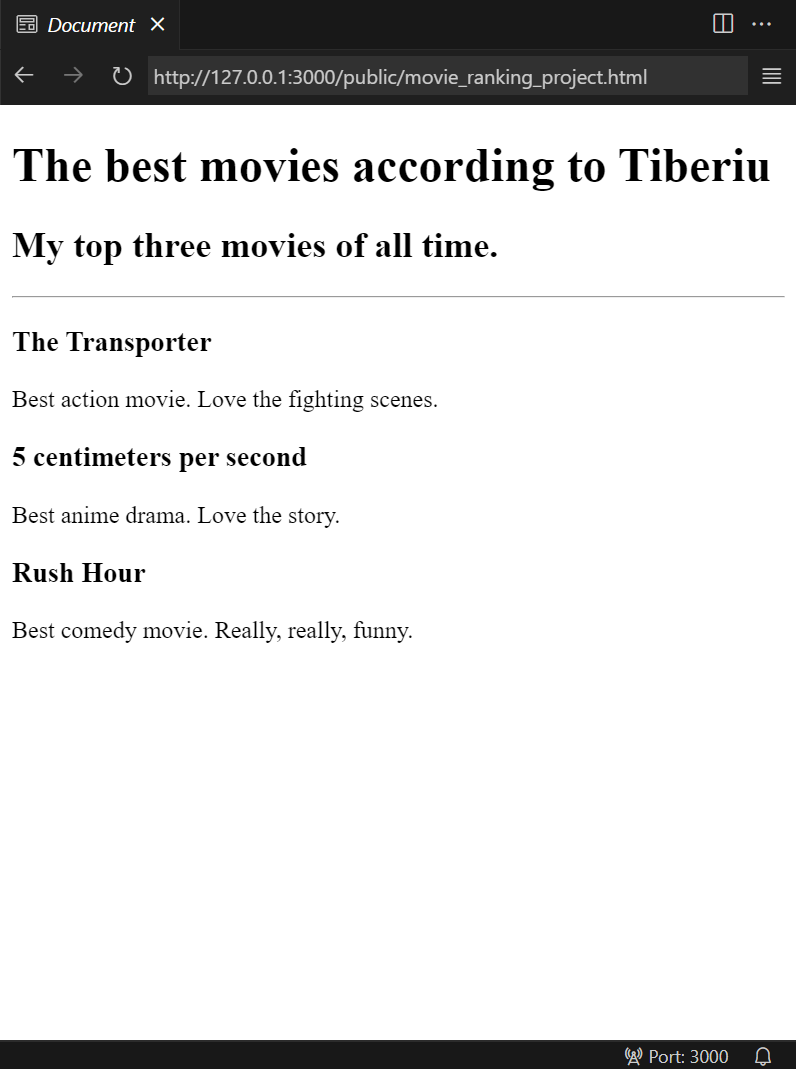 Document
http://127.0.0.1:3000/public/movie_ranking_project.html
The best movies according to Tiberiu
My top three movies of all time.
The Transporter
Best action movie. Love the fighting scenes.
5 centimeters per second
Best anime drama. Love the story.
Rush Hour
Best comedy movie. Really, really, funny.
Port: 3000